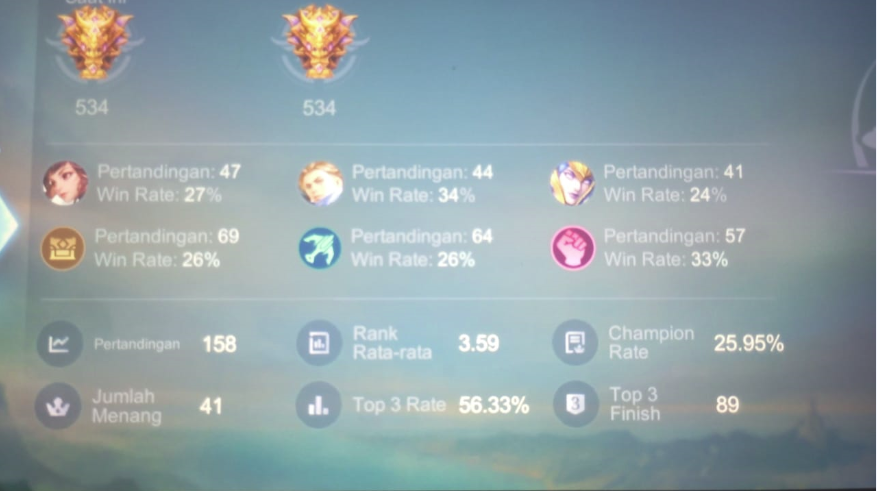 534 534
Pertandingan: 47 Pertandingan: 44 Pertandingan: 41
Win Rate: 27% Win Rate: 34% Win Rate: 24%
Pertandingan: 69 Pertandingan: 64 Pertandingan: 57
Win Rate: 26% Win Rate: 26% Win Rate: 33%
Pertandingan 158
Rank
Rata-rata 3.59
Champion
Rate 25.95%
Jumlah
Menang 41
Top 3 Rate 56.33%
3
Top 3
Finish 89